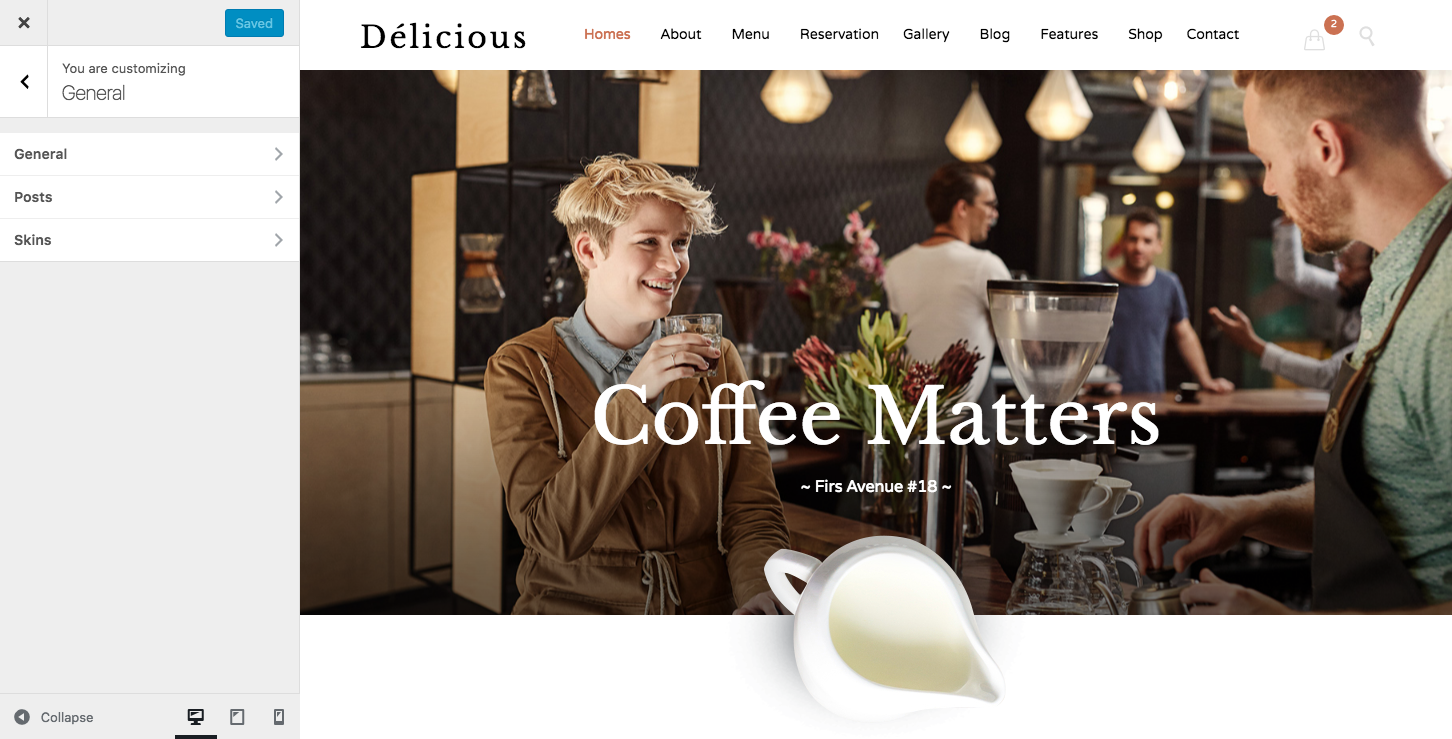 Saved
You are customizing
General
General
Posts
Skins
Collapse
Délicious
Homes About Menu Reservation Gallery Blog Features Shop Contact
2
Coffee Matters
~ Firs Avenue #18 ~